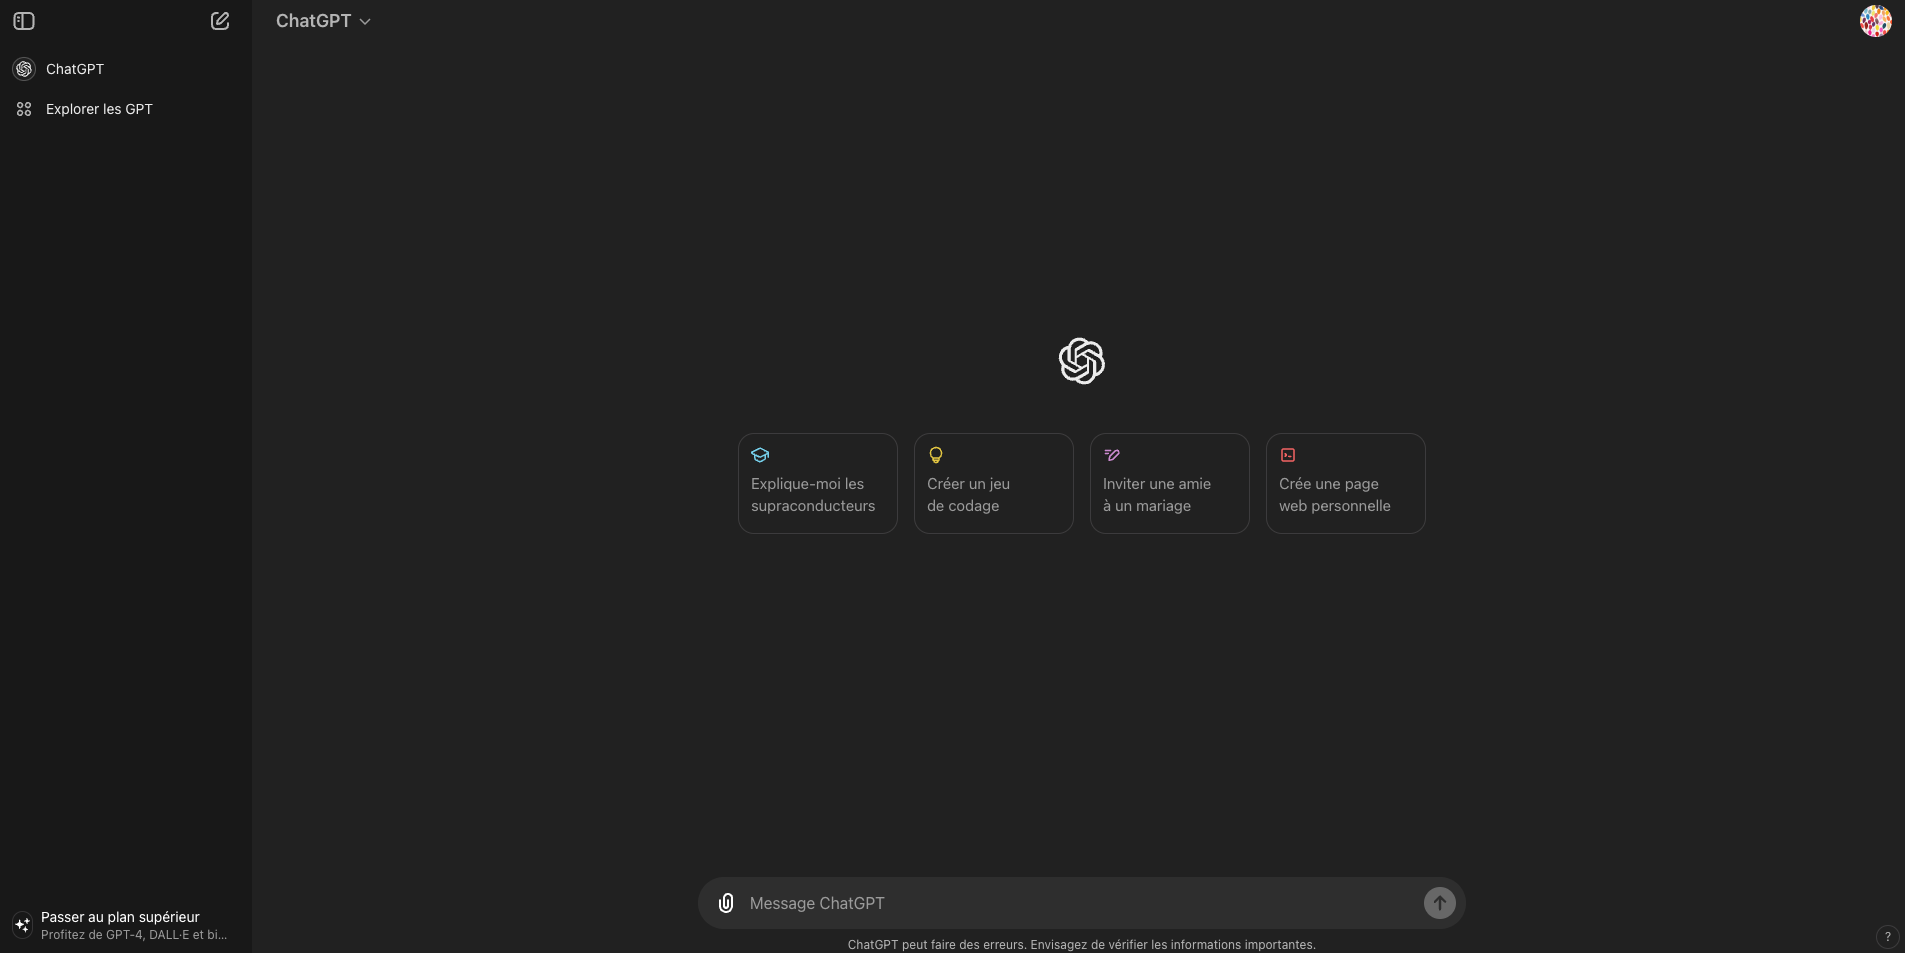 ChatGPT
ChatGPT
Explorer les GPT
Explique-moi les
supraconducteurs
Créer un jeu
de codage
Inviter une amie
à un mariage
Crée une page
web personnelle
Passer au plan supérieur
Profitez de GPT-4, DALL·E et bi...
Message ChatGPT
ChatGPT peut faire des erreurs. Envisagez de vérifier les informations importantes.
?